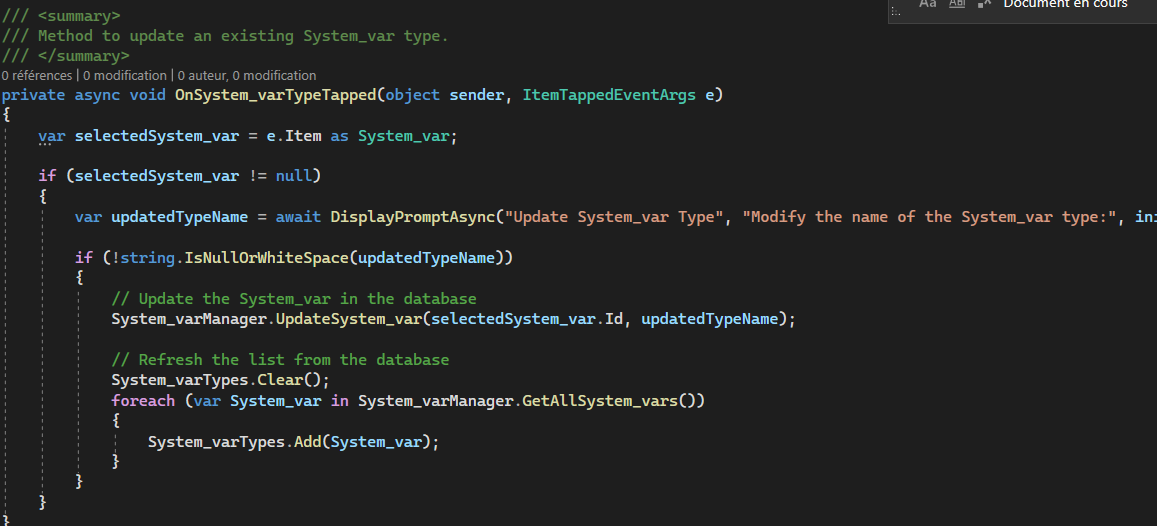 Aa Abl Document en cours
/// <summary>
/// Method to update an existing System_var type.
/// </summary>
0 références | 0 modification | 0 auteur, 0 modification
private async void OnSystem_varTypeTapped(object sender, ItemTappedEventArgs e)
{
var selectedSystem_var = e.Item as System_var;
if (selectedSystem_var != null)
{
var updatedTypeName = await DisplayPromptAsync("Update System_var Type", "Modify the name of the System_var type:",
if (!string.IsNullOrWhiteSpace(updatedTypeName))
{
// Update the System_var in the database
System_varManager.UpdateSystem_var(selectedSystem_var.Id, updatedTypeName);
// Refresh the list from the database
System_varTypes.Clear();
foreach (var System_var in System_varManager.GetAllSystem_vars())
{
System_varTypes.Add(System_var);
}
}
}
}